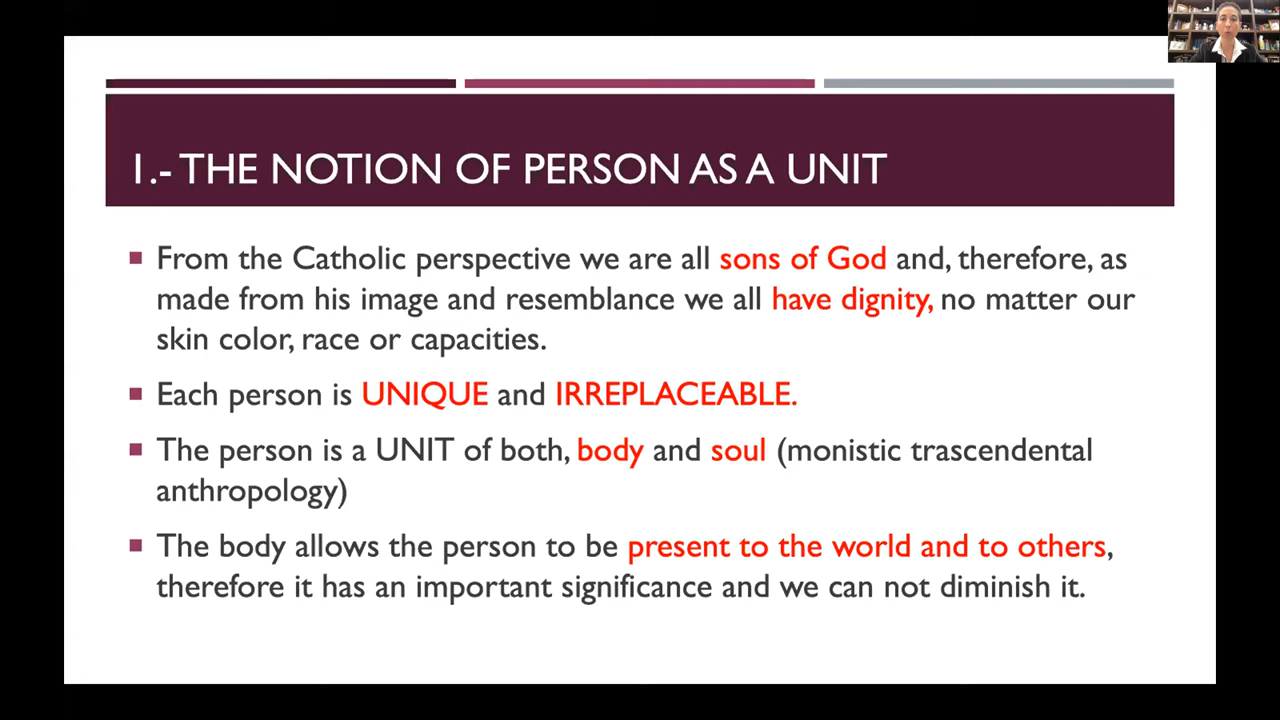 1.- THE NOTION OF PERSON AS A UNIT
From the Catholic perspective we are all sons of God and, therefore, as
made from his image and resemblance we all have dignity, no matter our
skin color, race or capacities.
Each person is UNIQUE and IRREPLACEABLE.
The person is a UNIT of both, body and soul (monistic trascendental
anthropology)
The body allows the person to be present to the world and to others,
therefore it has an important significance and we can not diminish it.